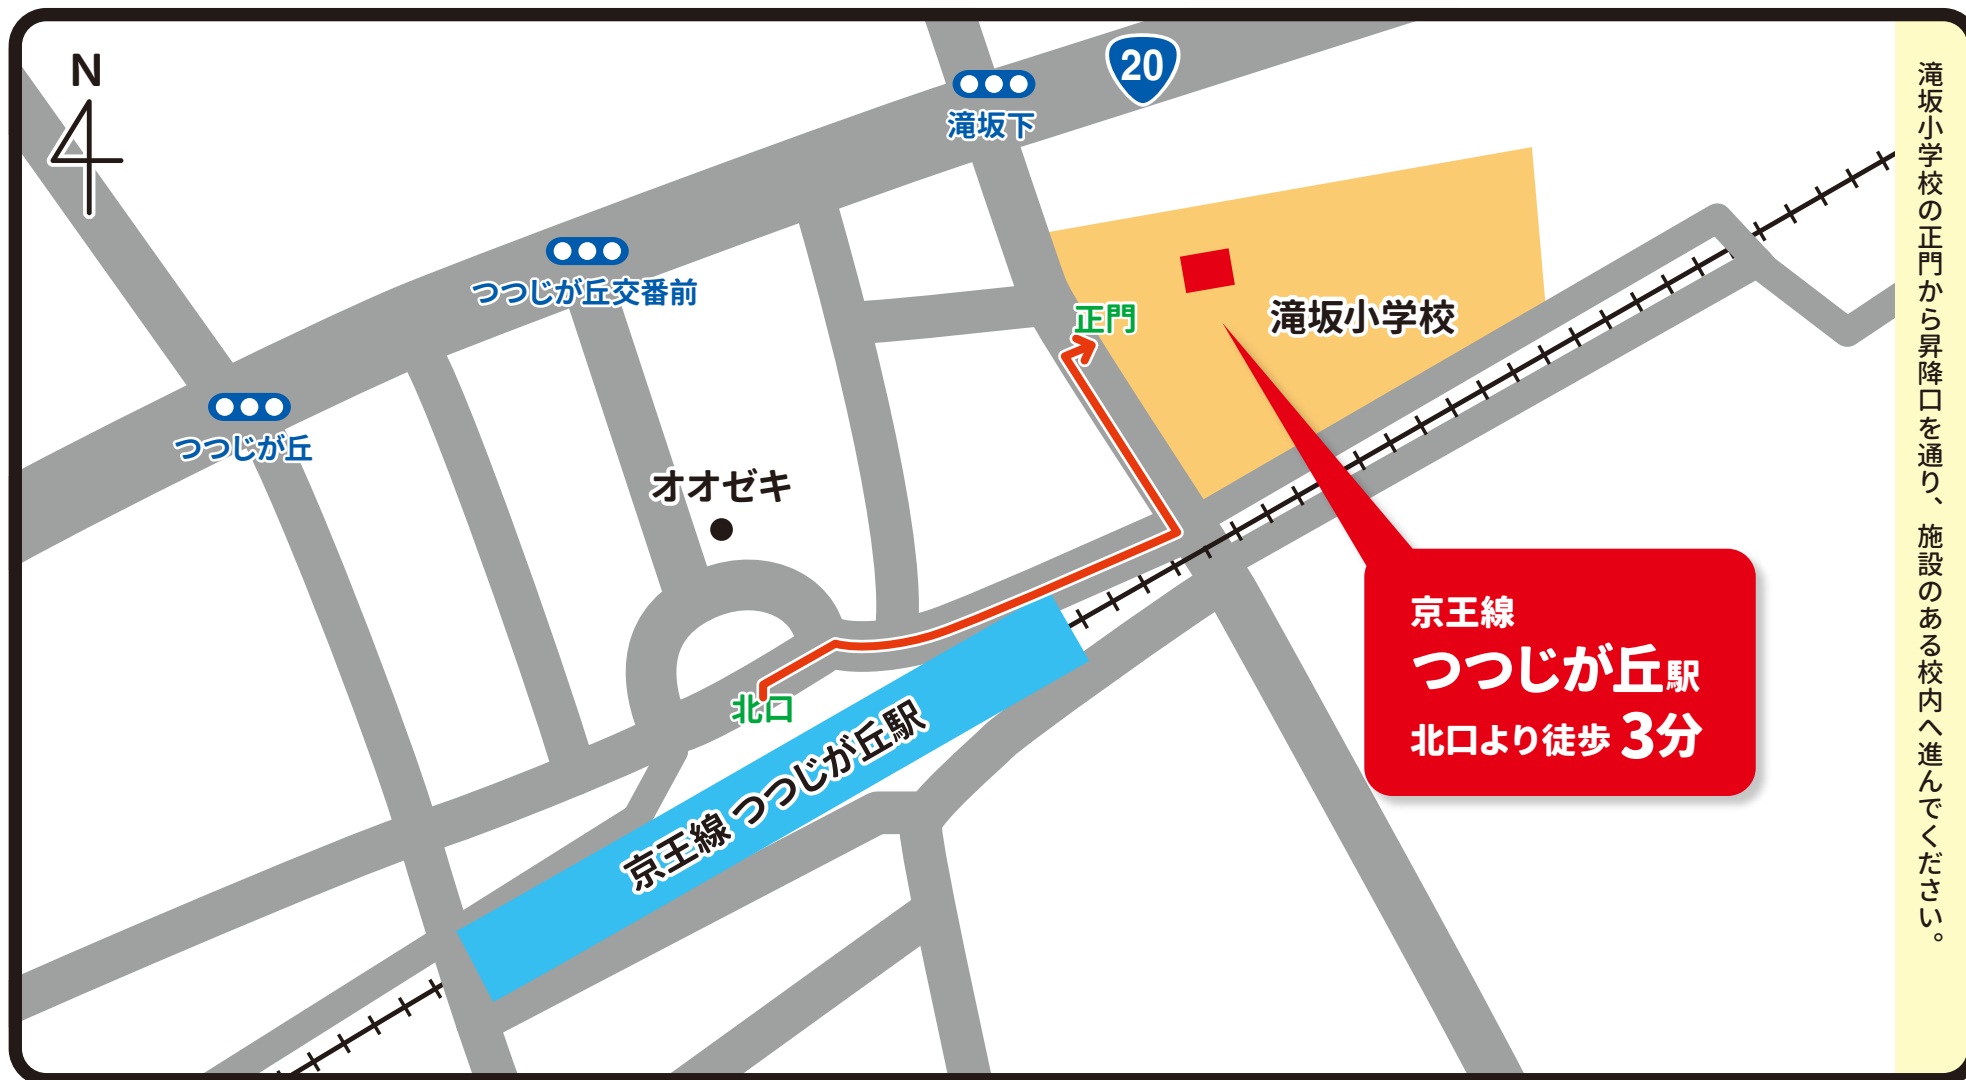 N
20
滝坂下
つつじが丘交番前
つつじが丘
オオゼキ
正門
滝坂小学校
北口
京王線 つつじが丘駅
京王線
つつじが丘駅
北口より徒歩 3分
滝坂小学校の正門から昇降口を通り、施設のある校内へ進んでください。